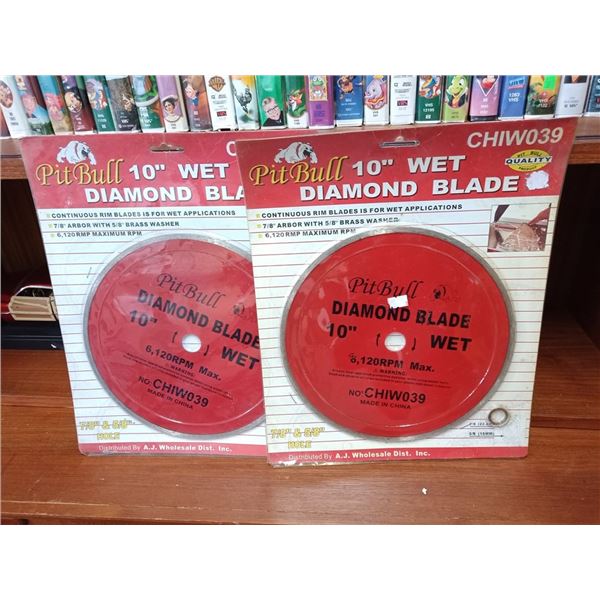 PitBull 10" WET
DIAMOND BLA
CONTINUOUS RIM BLADES IS FOR WET APPLICATIONS
7/8" ARBOR WITH 5/8" BRASS WASHER
6,120 RMP MAXIMUM RPM
PitBull
DIAMOND BLADE
10" ( ) WET
6,120RPM Max.
WARNING
NO: CHIW039
MADE IN CHINA
7/8" & 5/8"
HOLE
Distributed By A.J. Wholesale Dist. Inc.
CHIW039
PitBull 10" WET
DIAMOND BLADE
PIT BULL
QUALITY
CONTINUOUS RIM BLADES IS FOR WET APPLICATIONS
7/8" ARBOR WITH 5/8" BRASS WASHER
6,120 RMP MAXIMUM RPM
PitBull
DIAMOND BLADE
10" ( ) WET
6,120RPM Max.
WARNING
NO: CHIW039
MADE IN CHINA
7/8" & 5/8"
HOLE
Distributed By A.J. Wholesale Dist. Inc.